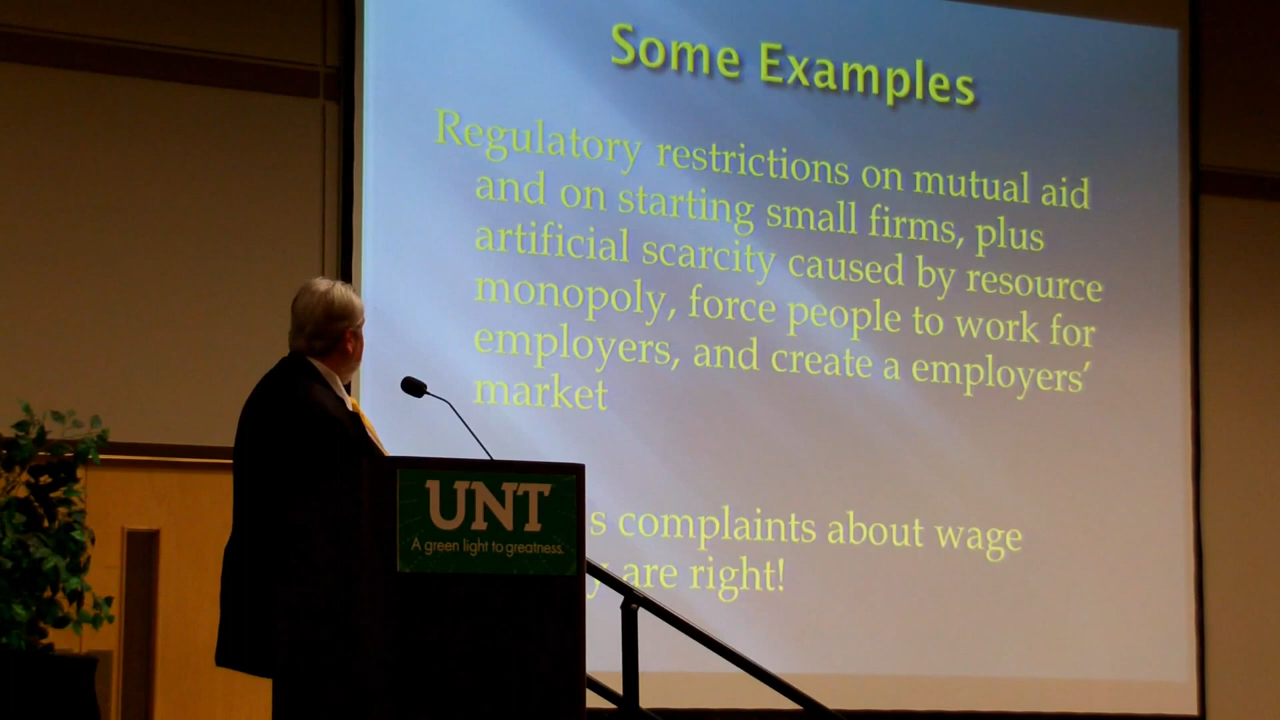 Some Examples
Regulatory restrictions on mutual aid
and on starting small firms, plus
artificial scarcity caused by resource
monopoly, force people to work for
employers, and create a employers’
market
s complaints about wage
y are right!
UNT
A green light to greatness.